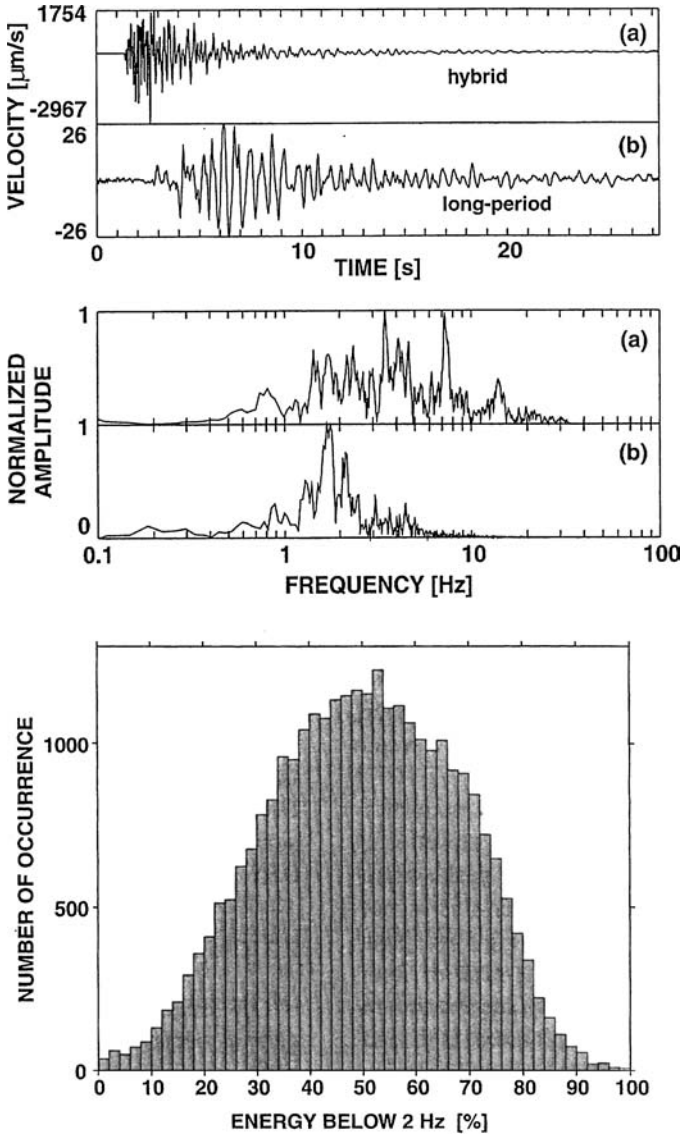 VELOCITY [µm/s]
1754
(a)
hybrid
-2967
26
(b)
long-period
-26
0 10 20
TIME [s]
NORMALIZED
AMPLITUDE
1
(a)
1
(b)
0
0.1 1 10 100
FREQUENCY [Hz]
NUMBER OF OCCURRENCE
1000
500
0
0 10 20 30 40 50 60 70 80 90 100
ENERGY BELOW 2 Hz [%]